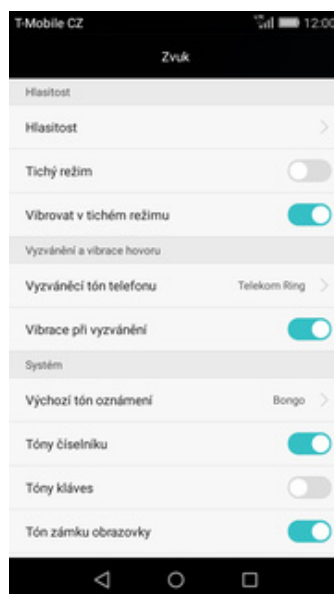 T-Mobile CZ 12:00
Zvuk
Hlasitost
Hlasitost
Tichý režim
Vibrovat v tichém režimu
Vyzvánění a vibrace hovoru
Vyzváněcí tón telefonu Telekom Ring
Vibrace při vyzvánění
Systém
Výchozí tón oznámení Bongo
Tóny číselníku
Tóny kláves
Tón zámku obrazovky